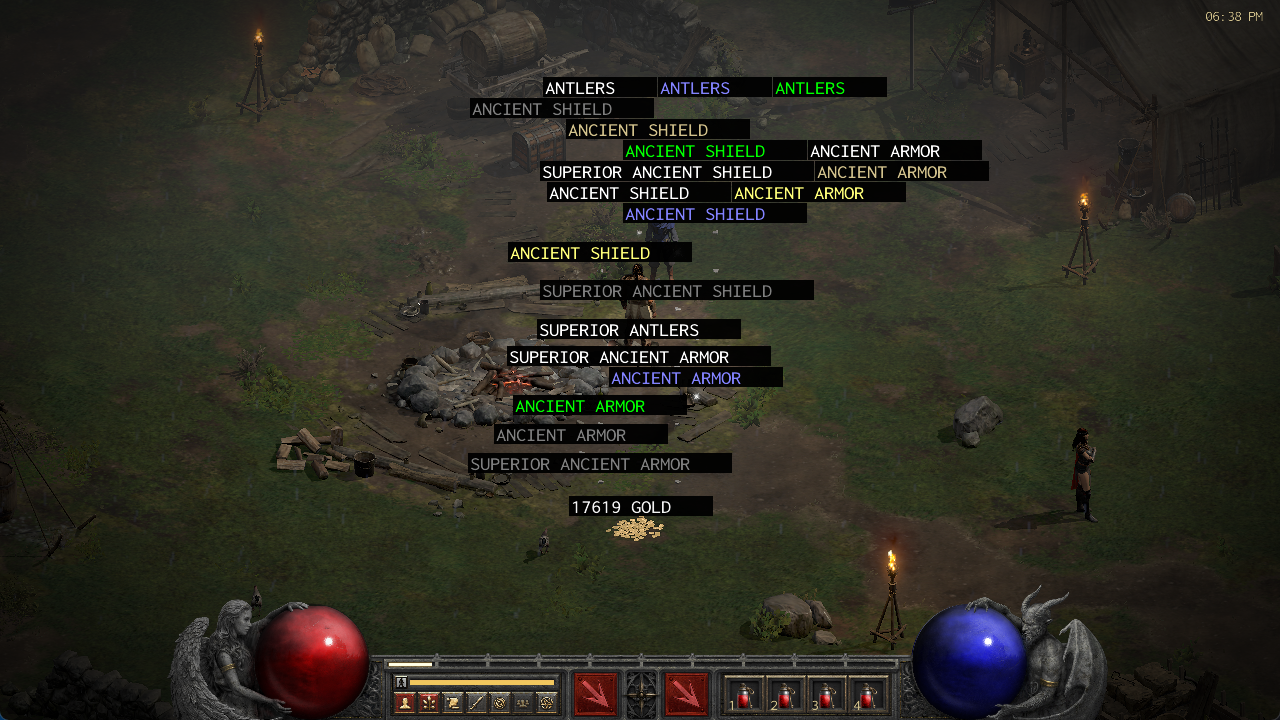 06:38 PM
ANTLERS ANTLERS ANTLERS
ANCIENT SHIELD
ANCIENT SHIELD
ANCIENT SHIELD ANCIENT ARMOR
SUPERIOR ANCIENT SHIELD ANCIENT ARMOR
ANCIENT SHIELD ANCIENT ARMOR
ANCIENT SHIELD
ANCIENT SHIELD
SUPERIOR ANCIENT SHIELD
SUPERIOR ANTLERS
SUPERIOR ANCIENT ARMOR
ANCIENT ARMOR
ANCIENT ARMOR
ANCIENT ARMOR
SUPERIOR ANCIENT ARMOR
17619 GOLD
1 2 3 4